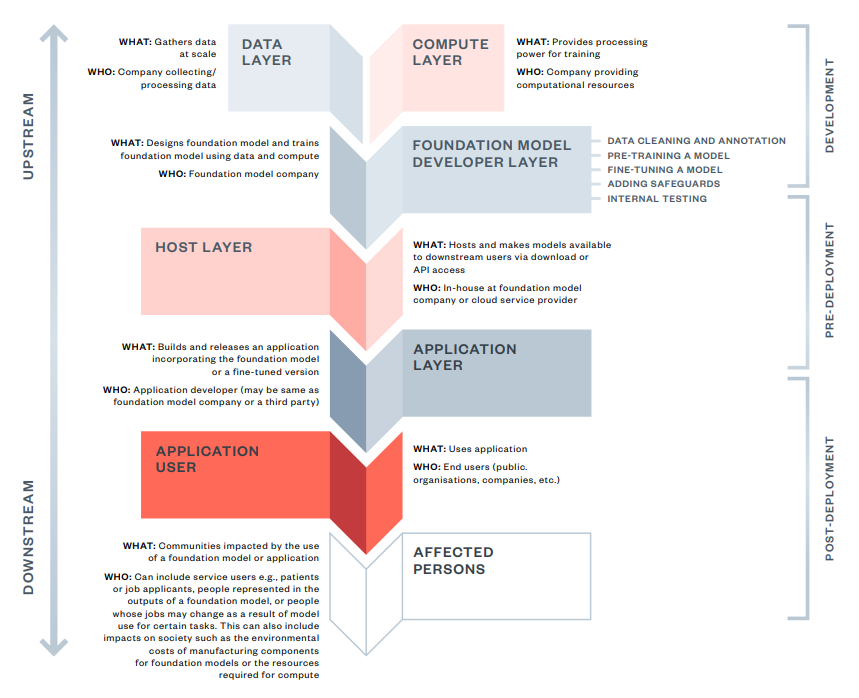 UPSTREAM
DOWNSTREAM
WHAT: Gathers data
at scale
WHO: Company collecting/
processing data
DATA
LAYER
COMPUTE
LAYER
WHAT: Provides processing
power for training
WHO: Company providing
computational resources
DEVELOPMENT
WHAT: Designs foundation model and trains
foundation model using data and compute
WHO: Foundation model company
FOUNDATION MODEL
DEVELOPER LAYER
DATA CLEANING AND ANNOTATION
PRE-TRAINING A MODEL
FINE-TUNING A MODEL
ADDING SAFEGUARDS
INTERNAL TESTING
HOST LAYER
WHAT: Hosts and makes models available
to downstream users via download or
API access
WHO: In-house at foundation model
company or cloud service provider
PRE-DEPLOYMENT
WHAT: Builds and releases an application
incorporating the foundation model
or a fine-tuned version
WHO: Application developer (may be same as
foundation model company or a third party)
APPLICATION
LAYER
APPLICATION
USER
WHAT: Uses application
WHO: End users (public.
organisations, companies, etc.)
POST-DEPLOYMENT
WHAT: Communities impacted by the use
of a foundation model or application
WHO: Can include service users e.g., patients
or job applicants, people represented in the
outputs of a foundation model, or people
whose jobs may change as a result of model
use for certain tasks. This can also include
impacts on society such as the environmental
costs of manufacturing components
for foundation models or the resources
required for compute
AFFECTED
PERSONS